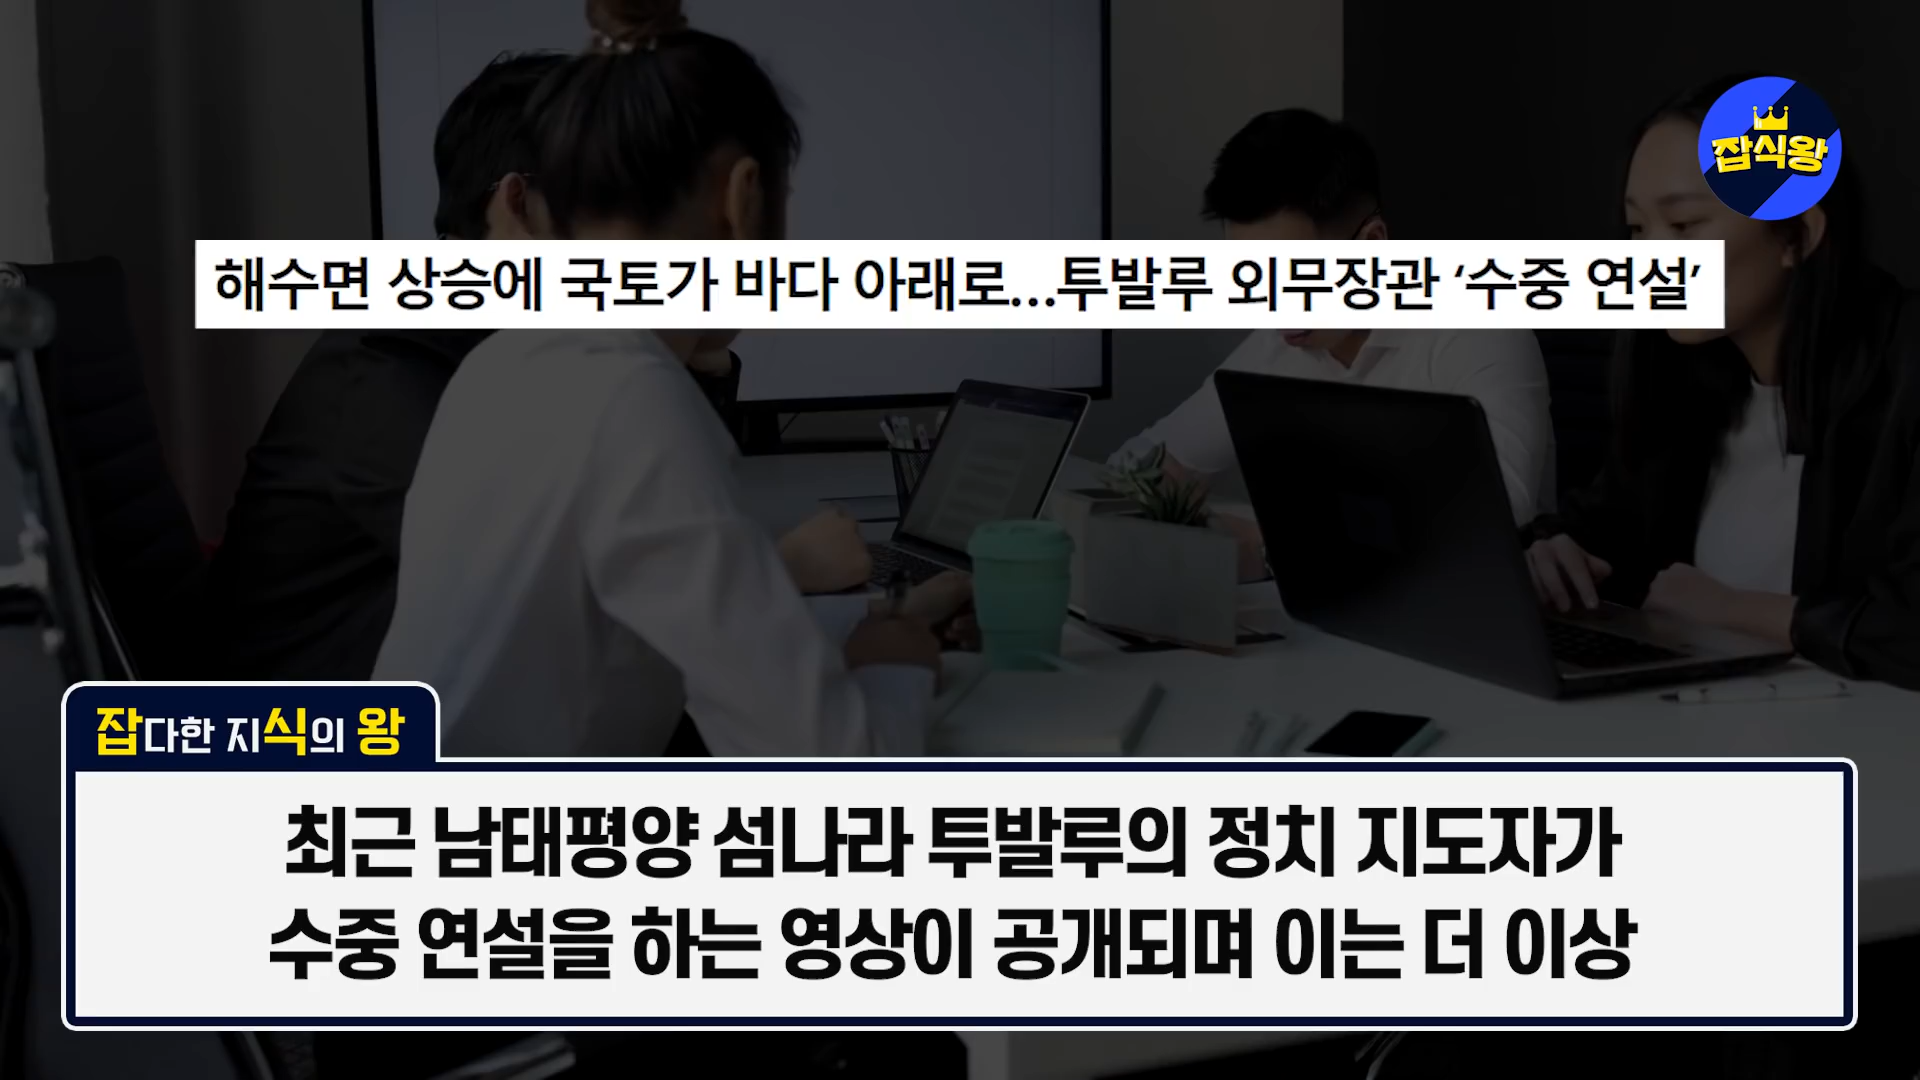 잡식왕
해수면 상승에 국토가 바다 아래로...투발루 외무장관 ‘수중 연설’
잡다한 지식의 왕
최근 남태평양 섬나라 투발루의 정치 지도자가
수중 연설을 하는 영상이 공개되며 이는 더 이상